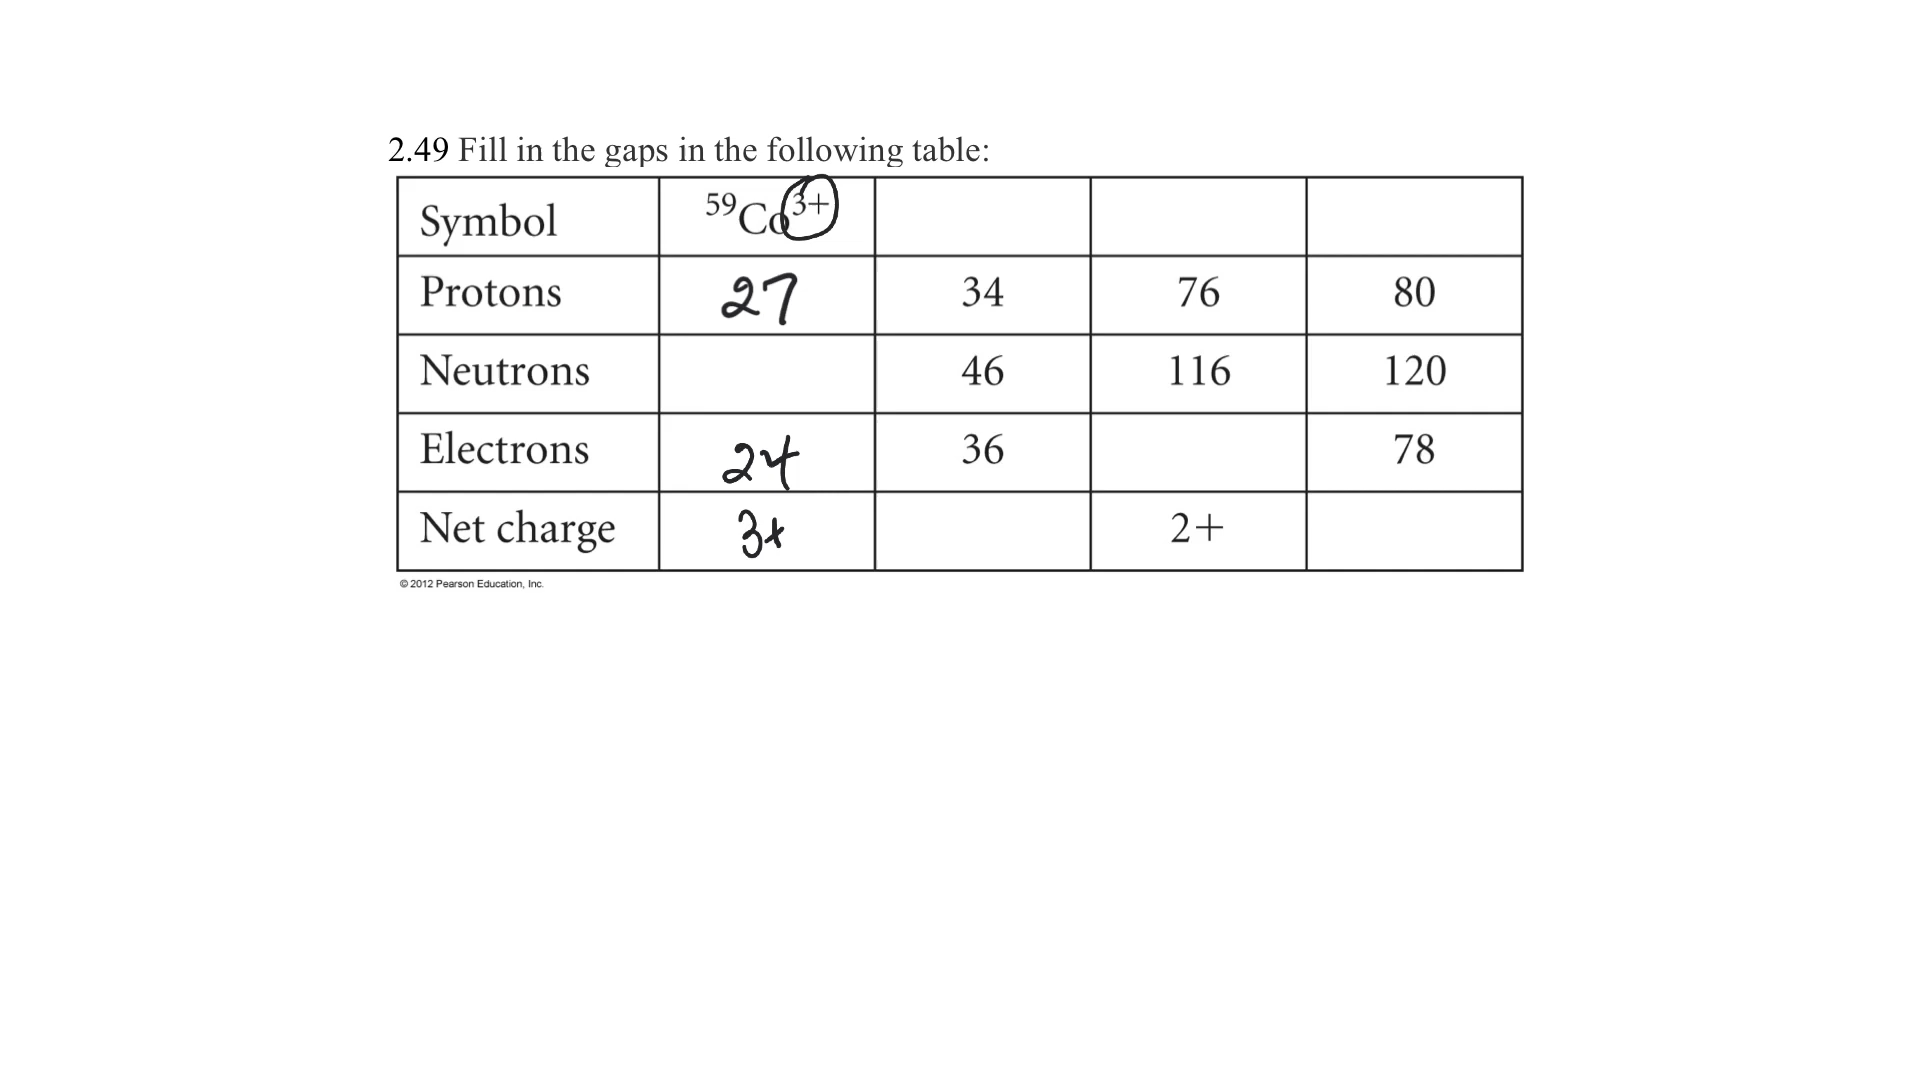 2.49 Fill in the gaps in the following table:
Symbol ⁵⁹Co³⁺
Protons 27 34 76 80
Neutrons 46 116 120
Electrons 24 36 78
Net charge 3+ 2+
© 2012 Pearson Education, Inc.